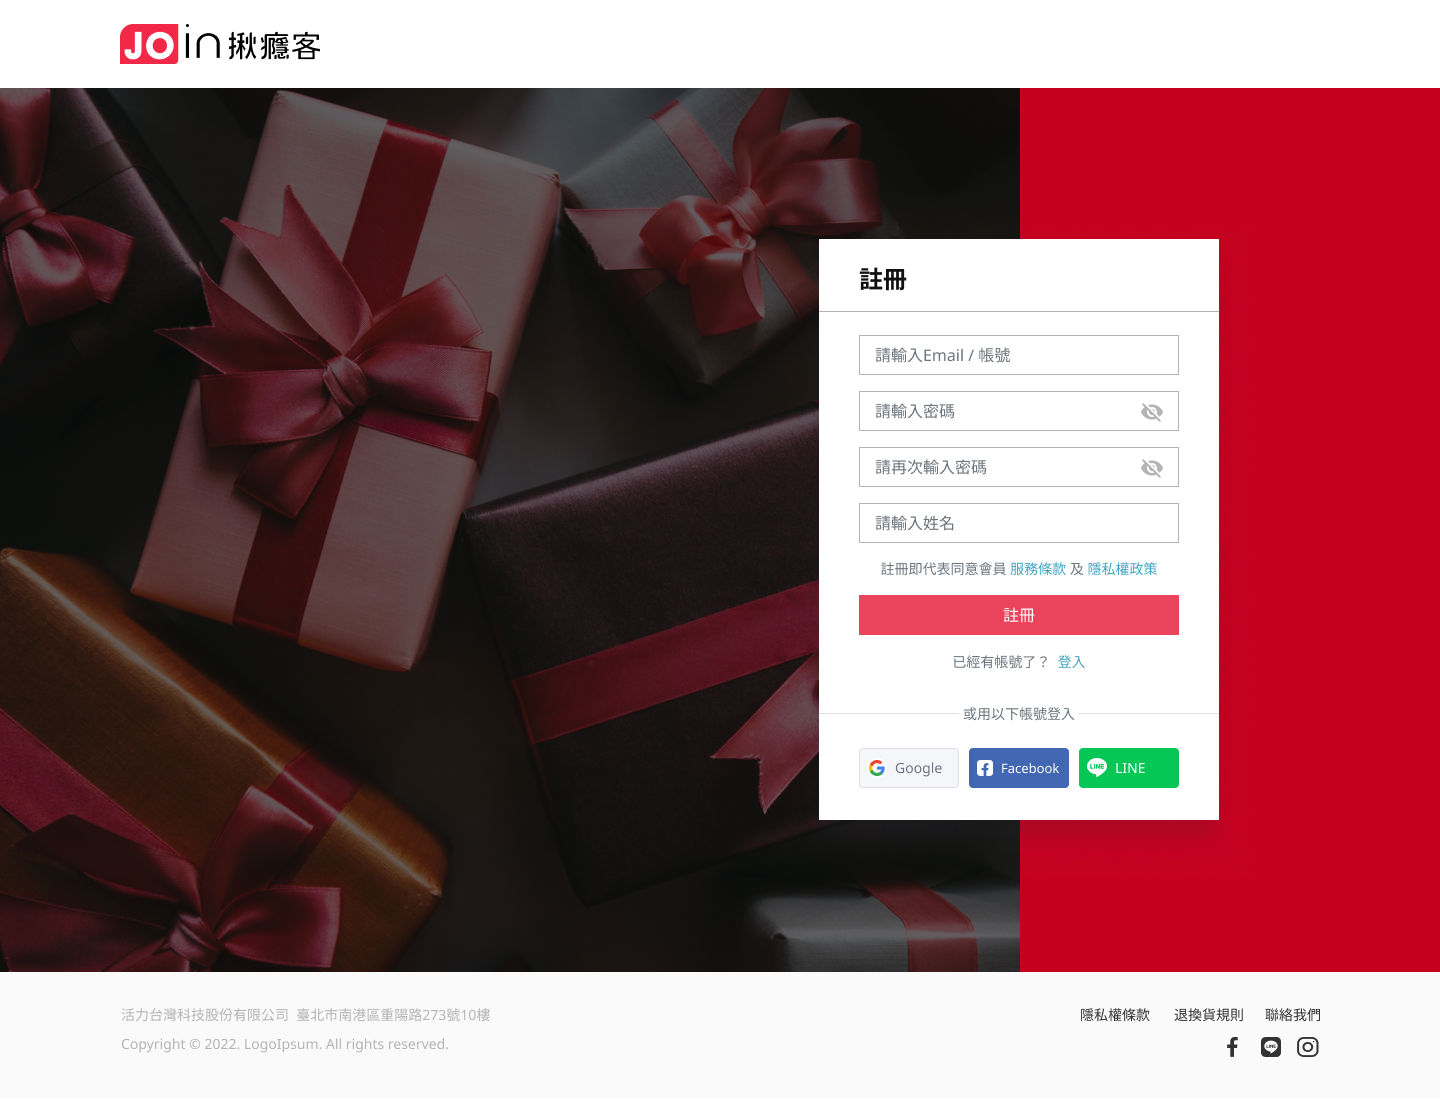 JOin揪癮客
註冊
請輸入Email / 帳號
請輸入密碼
請再次輸入密碼
請輸入姓名
註冊即代表同意會員 服務條款 及 隱私權政策
註冊
已經有帳號了？ 登入
或用以下帳號登入
Google
Facebook
LINE
活力台灣科技股份有限公司 臺北市南港區重陽路273號10樓
Copyright © 2022. LogoIpsum. All rights reserved.
隱私權條款 退換貨規則 聯絡我們